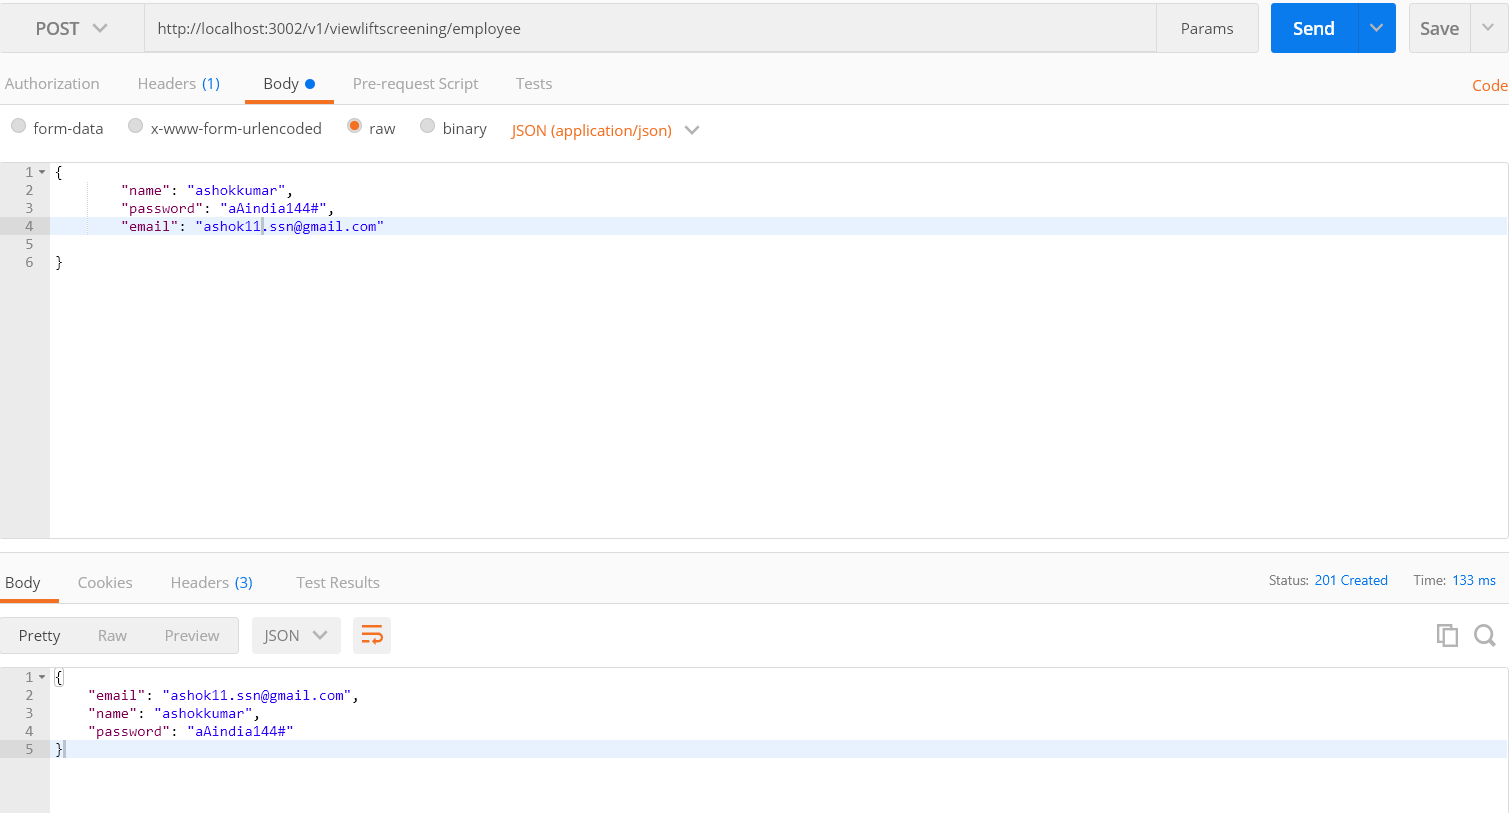 POST http://localhost:3002/v1/viewliftscreening/employee Params Send Save
Authorization Headers (1) Body Pre-request Script Tests Code
form-data x-www-form-urlencoded raw binary JSON (application/json)
1 {
2 "name": "ashokkumar",
3 "password": "aAindia144#",
4 "email": "ashok11.ssn@gmail.com"
5
6 }
Body Cookies Headers (3) Test Results Status: 201 Created Time: 133 ms
Pretty Raw Preview JSON
1 {
2 "email": "ashok11.ssn@gmail.com",
3 "name": "ashokkumar",
4 "password": "aAindia144#"
5 }